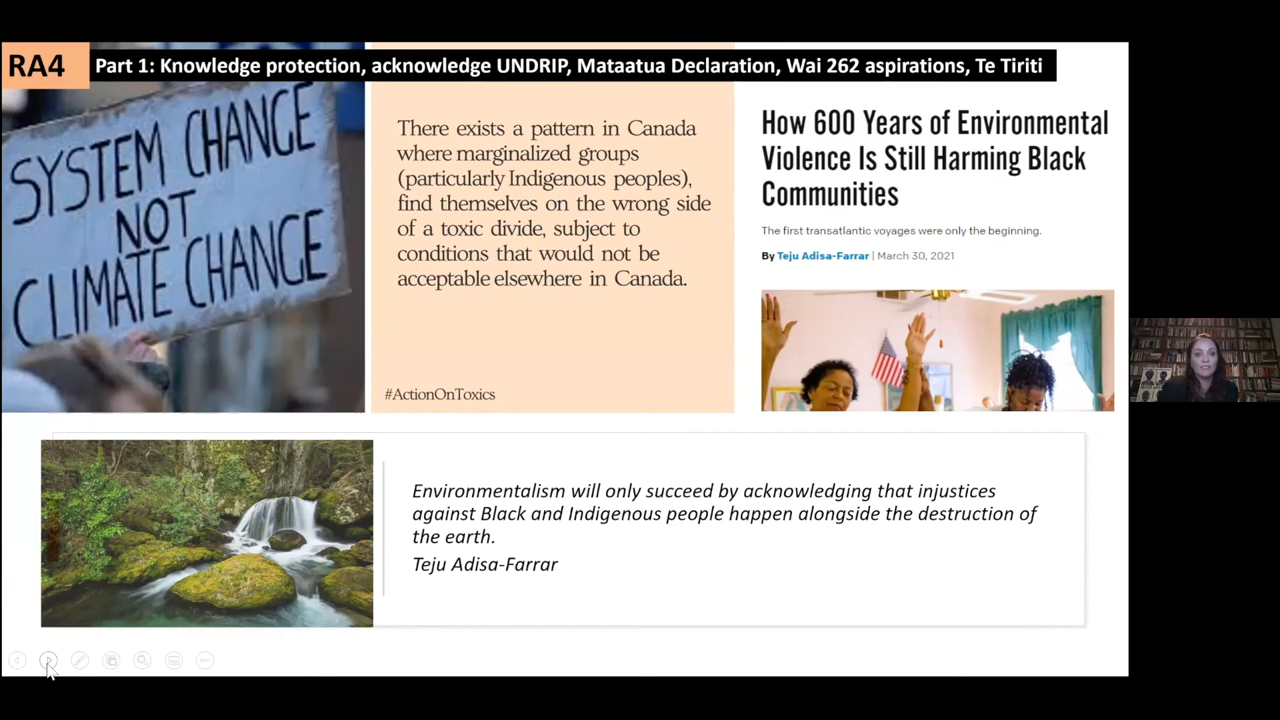 RA4
Part 1: Knowledge protection, acknowledge UNDRIP, Mataatua Declaration, Wai 262 aspirations, Te Tiriti
SYSTEM CHANGE
NOT
CLIMATE CHANGE
There exists a pattern in Canada
where marginalized groups
(particularly Indigenous peoples),
find themselves on the wrong side
of a toxic divide, subject to
conditions that would not be
acceptable elsewhere in Canada.
#ActionOnToxics
How 600 Years of Environmental
Violence Is Still Harming Black
Communities
The first transatlantic voyages were only the beginning.
By Teju Adisa-Farrar | March 30, 2021
Environmentalism will only succeed by acknowledging that injustices
against Black and Indigenous people happen alongside the destruction of
the earth.
Teju Adisa-Farrar